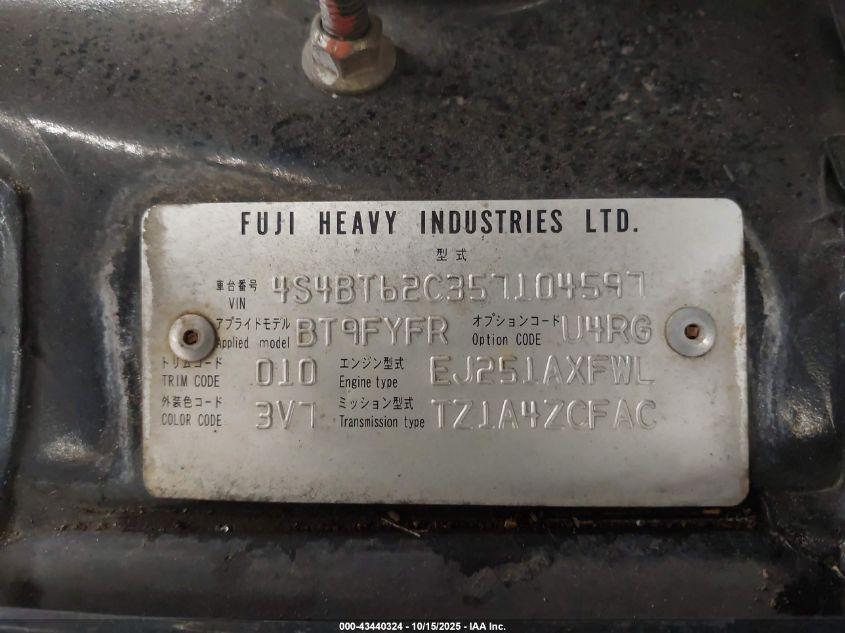 FUJI HEAVY INDUSTRIES LTD.
型式
車台番号 VIN 4S4BT62C357104597
アプライドモデル Applied model BT9FYFR オプションコード Option CODE U4RG
トリムコード TRIM CODE 010 エンジン型式 Engine type EJ251AXFWL
外装色コード COLOR CODE 3V7 ミッション型式 Transmission type TZ1A4ZCFAC
000-43440324 - 10/15/2025 - IAA Inc.